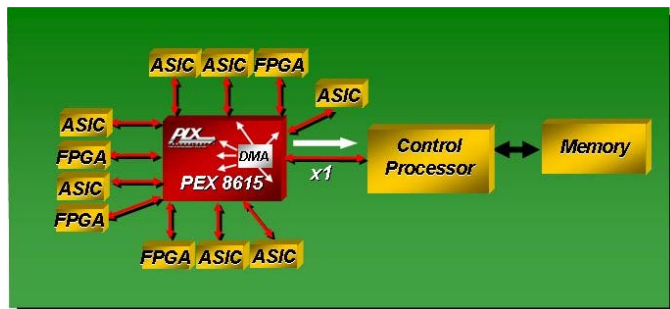 ASIC ASIC FPGA
ASIC
ASIC
FPGA
ASIC
FPGA
PLX
DMA
PEX 8615
x1
Control
Processor
Memory
FPGA ASIC ASIC